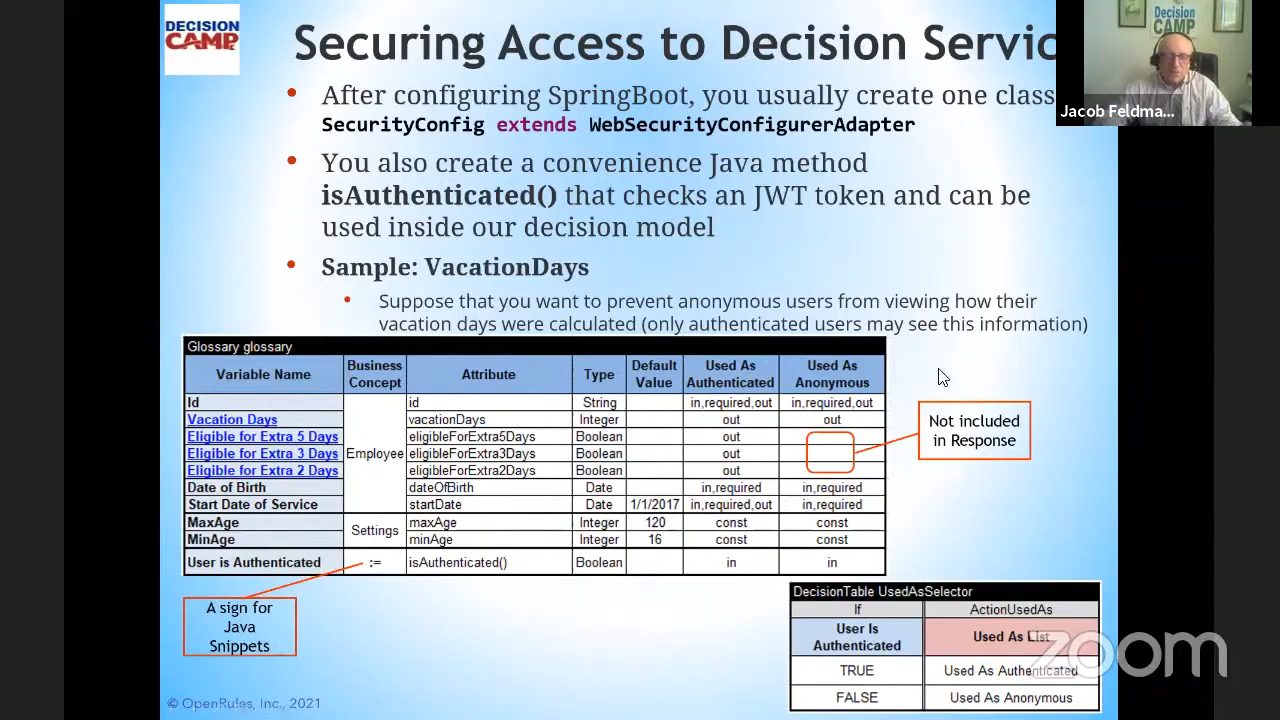 DECISION
CAMP
Securing Access to Decision Servic
Decision
CAMP
Jacob Feldma...
• After configuring SpringBoot, you usually create one class
SecurityConfig extends WebSecurityConfigurerAdapter
• You also create a convenience Java method
isAuthenticated() that checks an JWT token and can be
used inside our decision model
• Sample: VacationDays
• Suppose that you want to prevent anonymous users from viewing how their
vacation days were calculated (only authenticated users may see this information)
Glossary glossary
Variable Name Business Concept Attribute Type Default Value Used As Authenticated Used As Anonymous
Id id String in,required,out in,required,out
Vacation Days vacationDays Integer out out
Eligible for Extra 5 Days eligibleForExtra5Days Boolean out
Eligible for Extra 3 Days Employee eligibleForExtra3Days Boolean out
Eligible for Extra 2 Days eligibleForExtra2Days Boolean out
Date of Birth dateOfBirth Date in,required in,required
Start Date of Service startDate Date 1/1/2017 in,required,out in,required
MaxAge Settings maxAge Integer 120 const const
MinAge minAge Integer 16 const const
User is Authenticated := isAuthenticated() Boolean in in
Not included
in Response
A sign for
Java
Snippets
DecisionTable UsedAsSelector
If ActionUsedAs
User Is Authenticated Used As List
TRUE Used As Authenticated
FALSE Used As Anonymous
zoom
© OpenRules, Inc., 2021